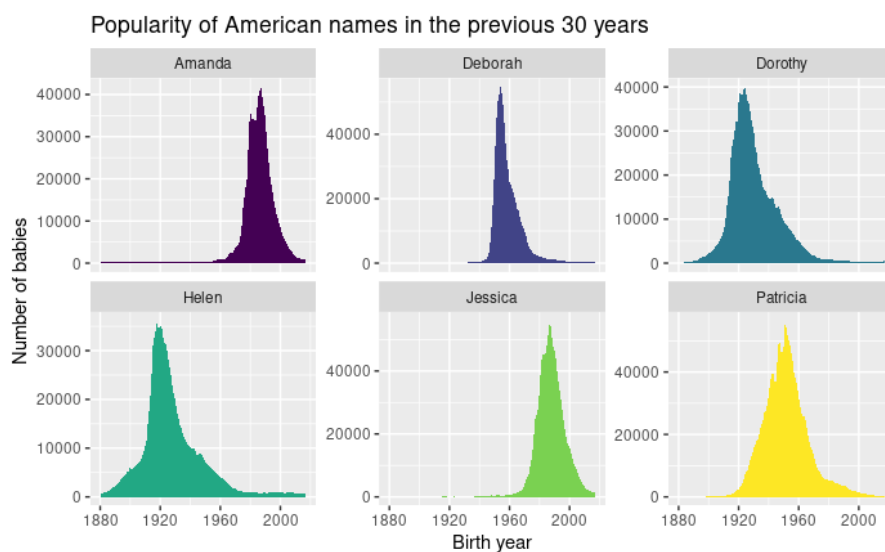 Popularity of American names in the previous 30 years
Amanda
Deborah
Dorothy
40000
30000
20000
10000
0
40000
20000
0
40000
30000
20000
10000
0
Number of babies
Helen
Jessica
Patricia
30000
20000
10000
0
40000
20000
0
40000
20000
0
1880 1920 1960 2000
1880 1920 1960 2000
1880 1920 1960 2000
Birth year